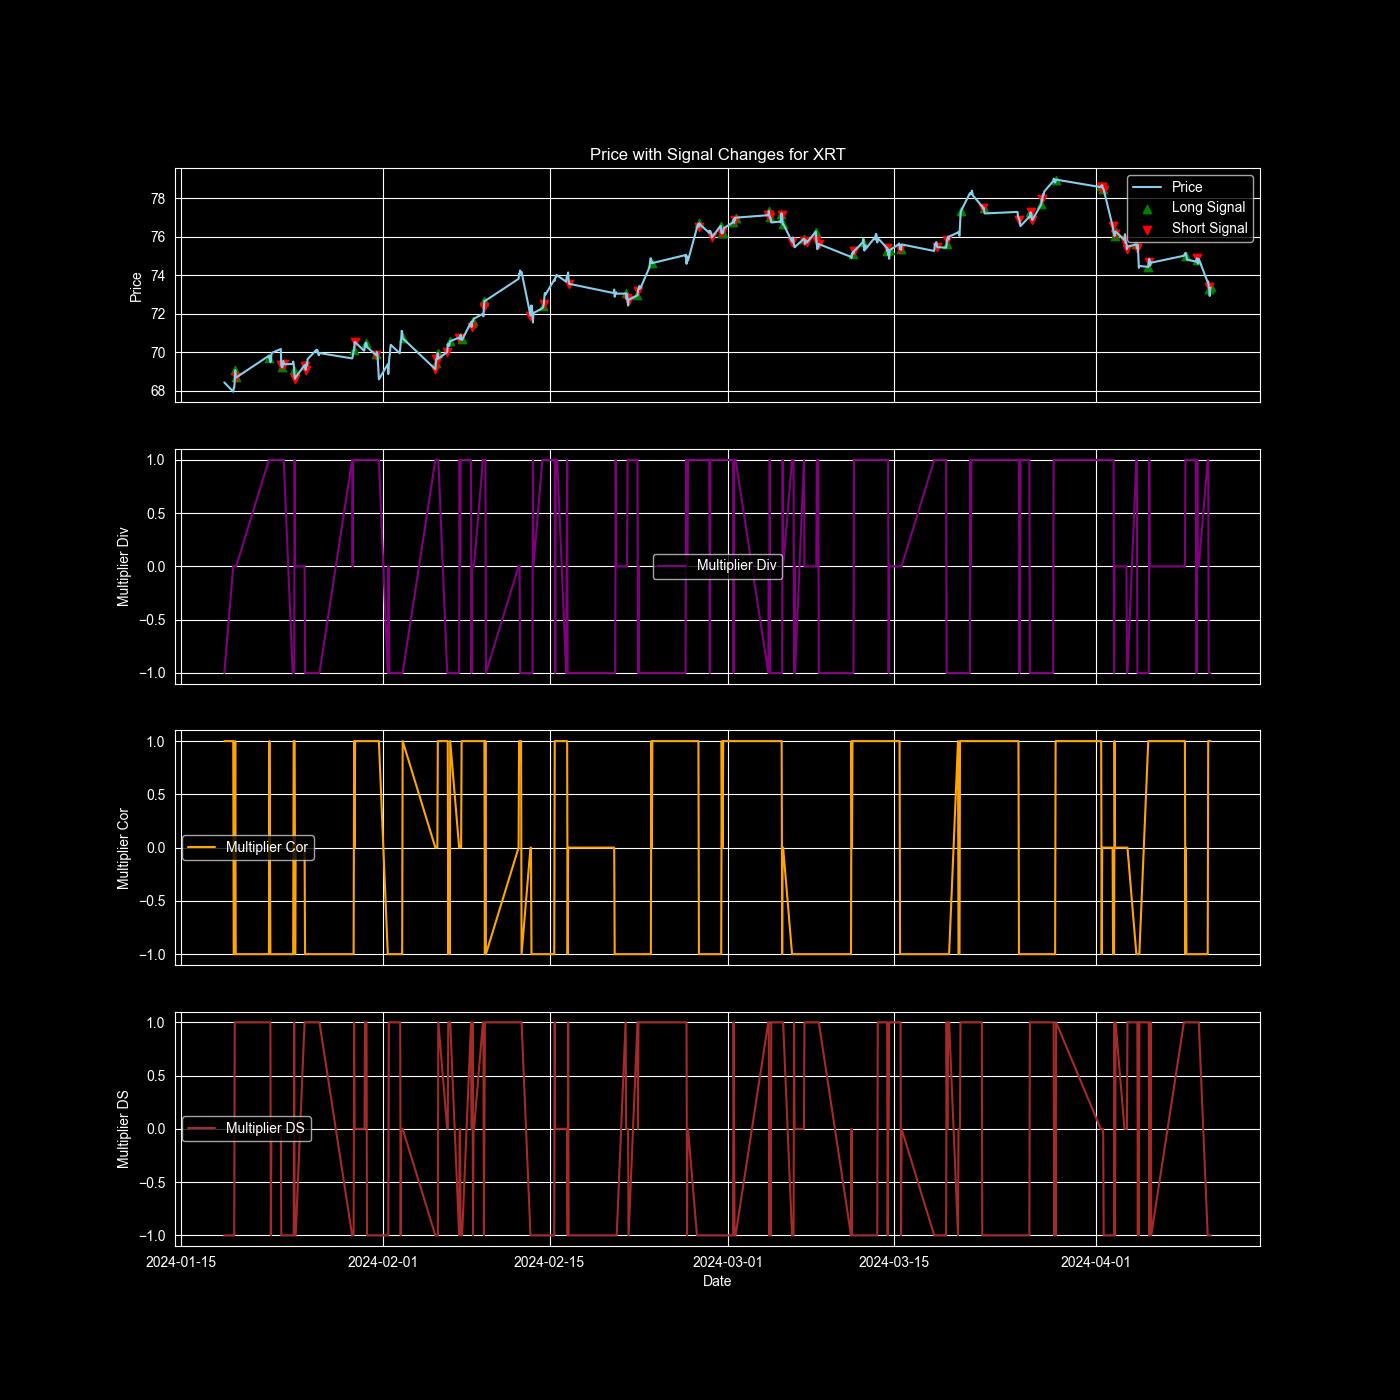 Price with Signal Changes for XRT
Price
78
76
74
72
70
68
Price
Long Signal
Short Signal
Multiplier Div
1.0
0.5
0.0
−0.5
−1.0
Multiplier Div
Multiplier Cor
1.0
0.5
0.0
−0.5
−1.0
Multiplier Cor
Multiplier DS
1.0
0.5
0.0
−0.5
−1.0
Multiplier DS
2024-01-15
2024-02-01
2024-02-15
2024-03-01
2024-03-15
2024-04-01
Date